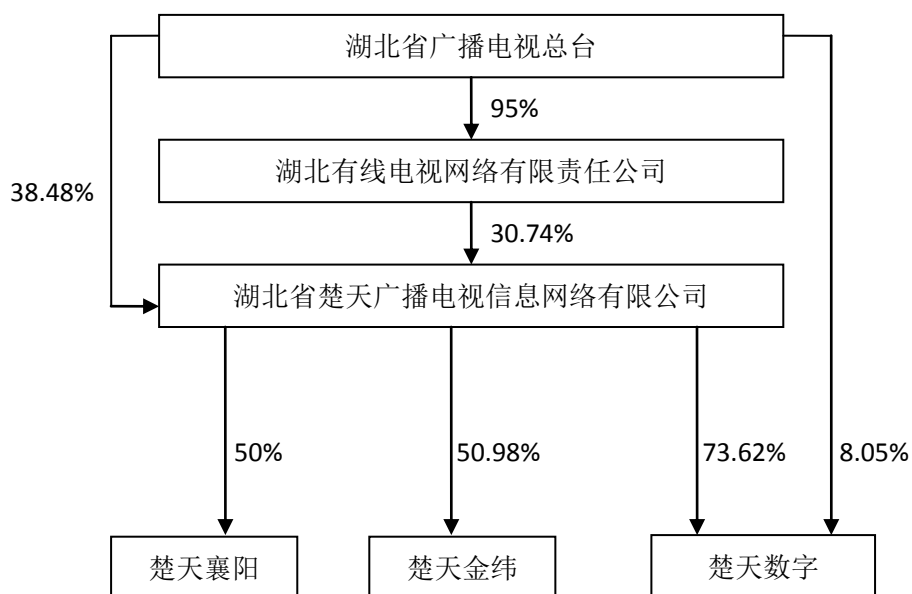 湖北省广播电视总台
95%
湖北有线电视网络有限责任公司
38.48%
30.74%
湖北省楚天广播电视信息网络有限公司
50%
50.98%
73.62%
8.05%
楚天襄阳
楚天金纬
楚天数字